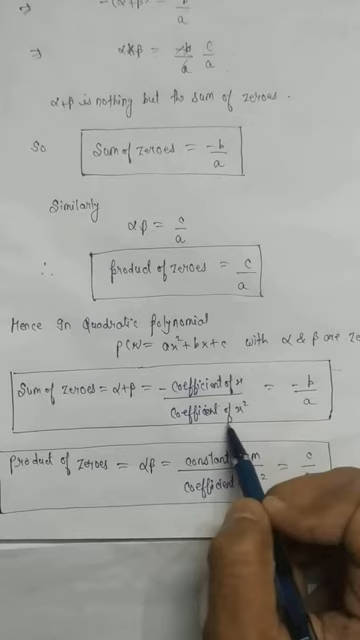 ⇒ -(α+β) = b/a
⇒ α*β = c/a
α+β is nothing but the sum of zeroes.
So Sum of zeroes = -b/a
Similarly
αβ = c/a
∴ Product of zeroes = c/a
Hence In Quadratic Polynomial
P(x) = ax²+bx+c with α & β are
Sum of zeroes = α+β = - coefficient of x / coefficient of x² = -b/a
Product of zeroes = αβ = constant / coefficient = c/